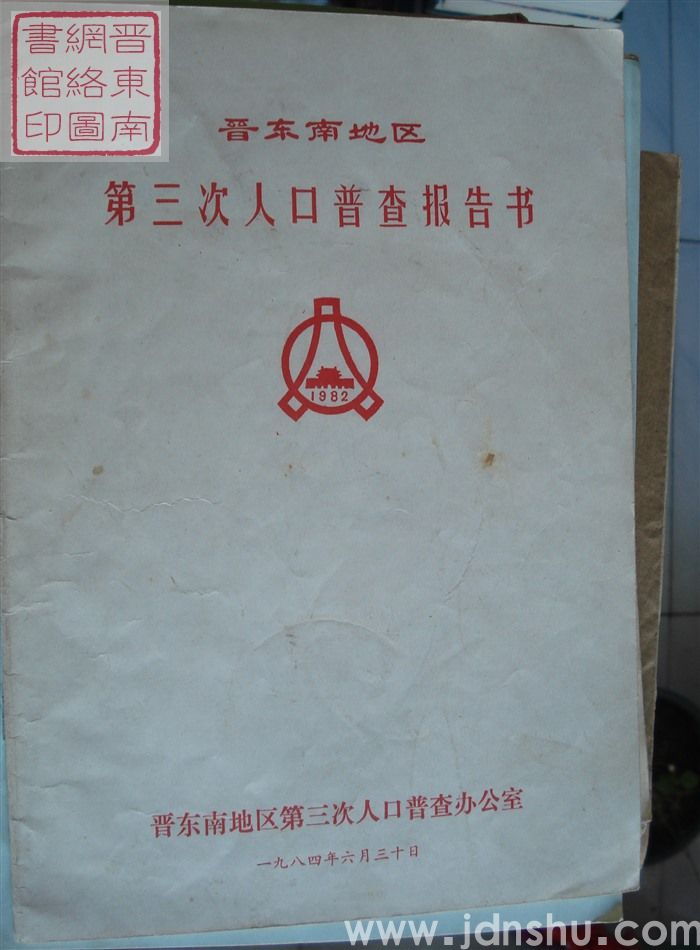 晋東南
網絡圖
書館印
晋东南地区
第三次人口普查报告书
1982
晋东南地区第三次人口普查办公室
一九八四年六月三十日
www.jdnshu.com